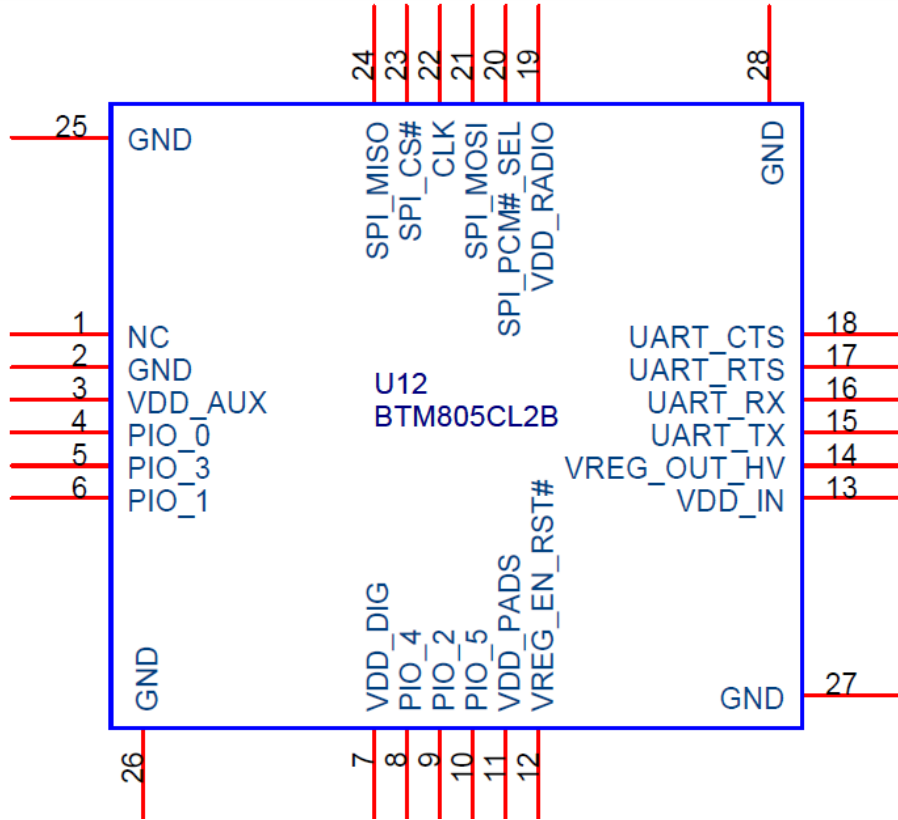 24
23
22
21
20
19
28
SPI_MISO
SPI_CS#
CLK
SPI_MOSI
SPI_PCM#_SEL
VDD_RADIO
GND
25 GND
1 NC
2 GND
3 VDD_AUX
4 PIO_0
5 PIO_3
6 PIO_1
U12
BTM805CL2B
UART_CTS 18
UART_RTS 17
UART_RX 16
UART_TX 15
VREG_OUT_HV 14
VDD_IN 13
GND
VDD_DIG
PIO_4
PIO_2
PIO_5
VDD_PADS
VREG_EN_RST#
GND 27
26
7
8
9
10
11
12